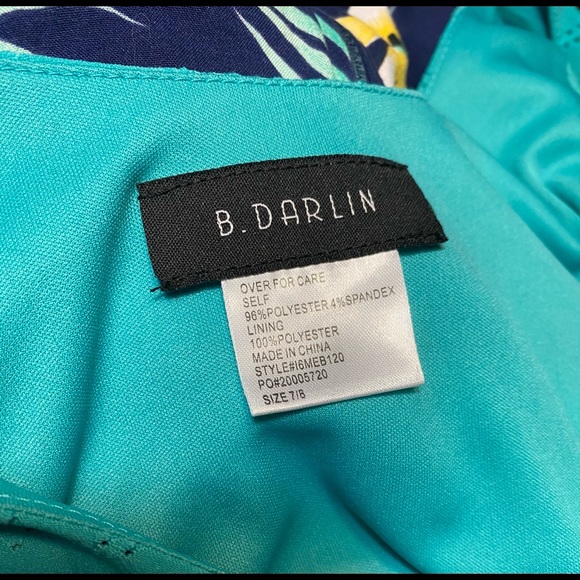 B. DARLIN
OVER FOR CARE
SELF
96%POLYESTER 4%SPANDEX
LINING
100%POLYESTER
MADE IN CHINA
STYLE#I6MEB120
PO#20005720
SIZE 7/8